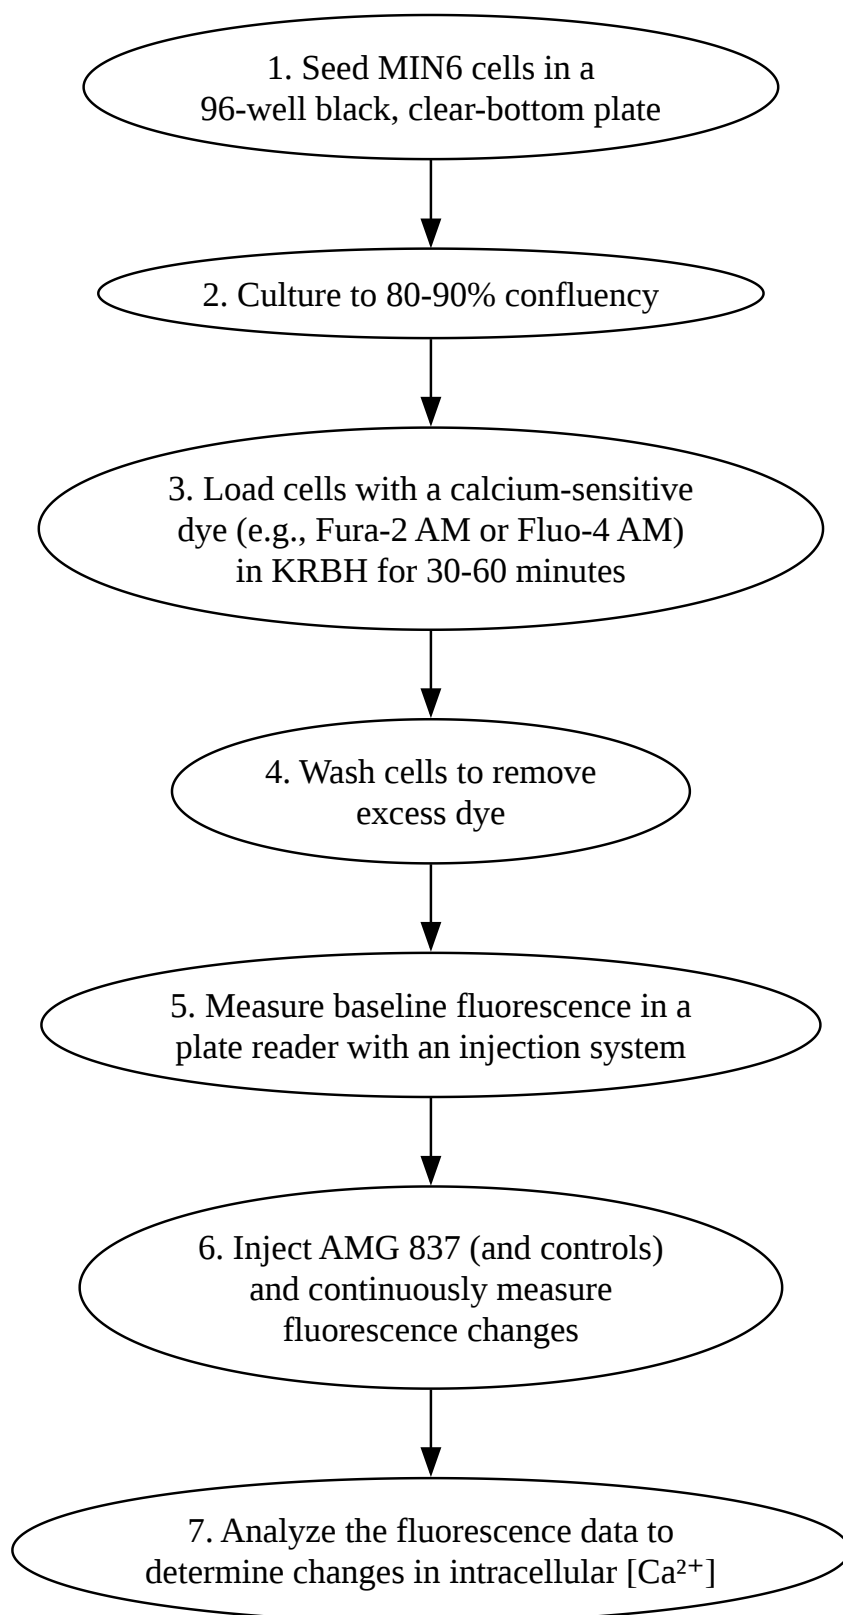 1. Seed MIN6 cells in a
96-well black, clear-bottom plate
2. Culture to 80-90% confluency
3. Load cells with a calcium-sensitive
dye (e.g., Fura-2 AM or Fluo-4 AM)
in KRBH for 30-60 minutes
4. Wash cells to remove
excess dye
5. Measure baseline fluorescence in a
plate reader with an injection system
6. Inject AMG 837 (and controls)
and continuously measure
fluorescence changes
7. Analyze the fluorescence data to
determine changes in intracellular [Ca²⁺]